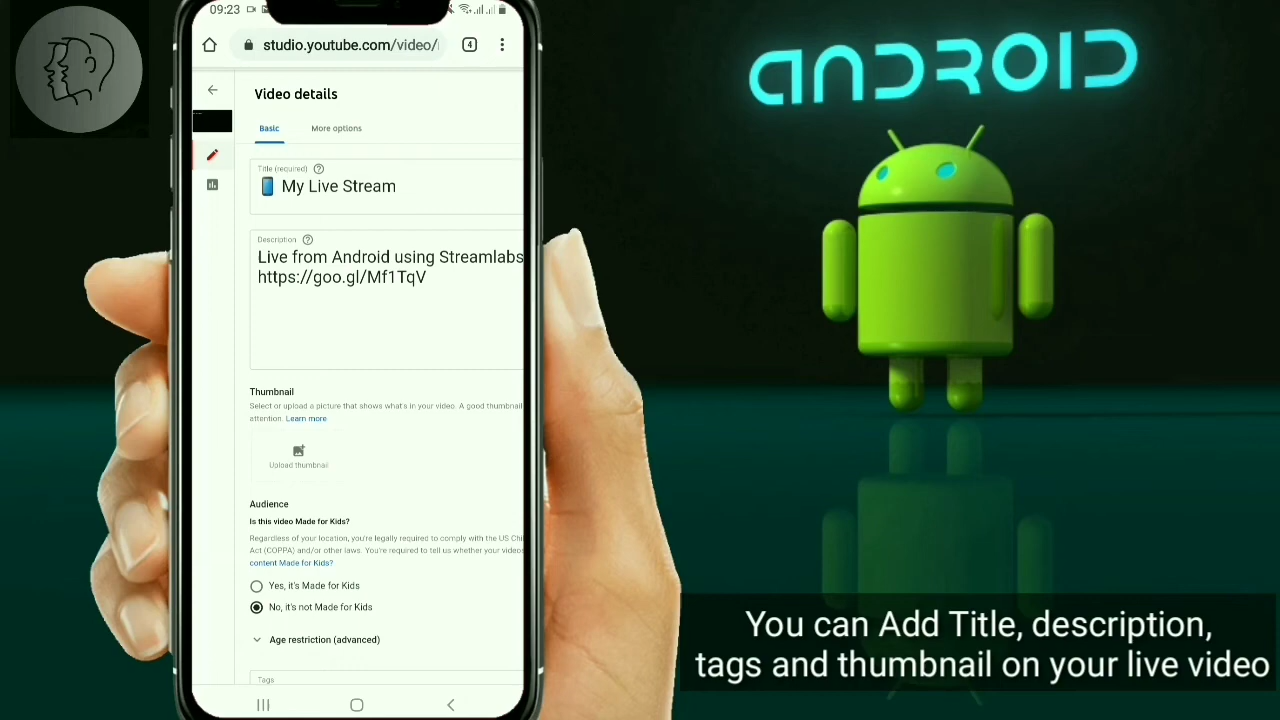 09:23
studio.youtube.com/video/
4
Video details
Basic
More options
Title (required)
My Live Stream
Description
Live from Android using Streamlabs
https://goo.gl/Mf1TqV
Thumbnail
Select or upload a picture that shows what's in your video. A good thumbnail
attention. Learn more
Upload thumbnail
Audience
Is this video Made for Kids?
Regardless of your location, you're legally required to comply with the US Chi
Act (COPPA) and/or other laws. You're required to tell us whether your videos
content Made for Kids?
Yes, it's Made for Kids
No, it's not Made for Kids
Age restriction (advanced)
Tags
ANDROID
You can Add Title, description,
tags and thumbnail on your live video